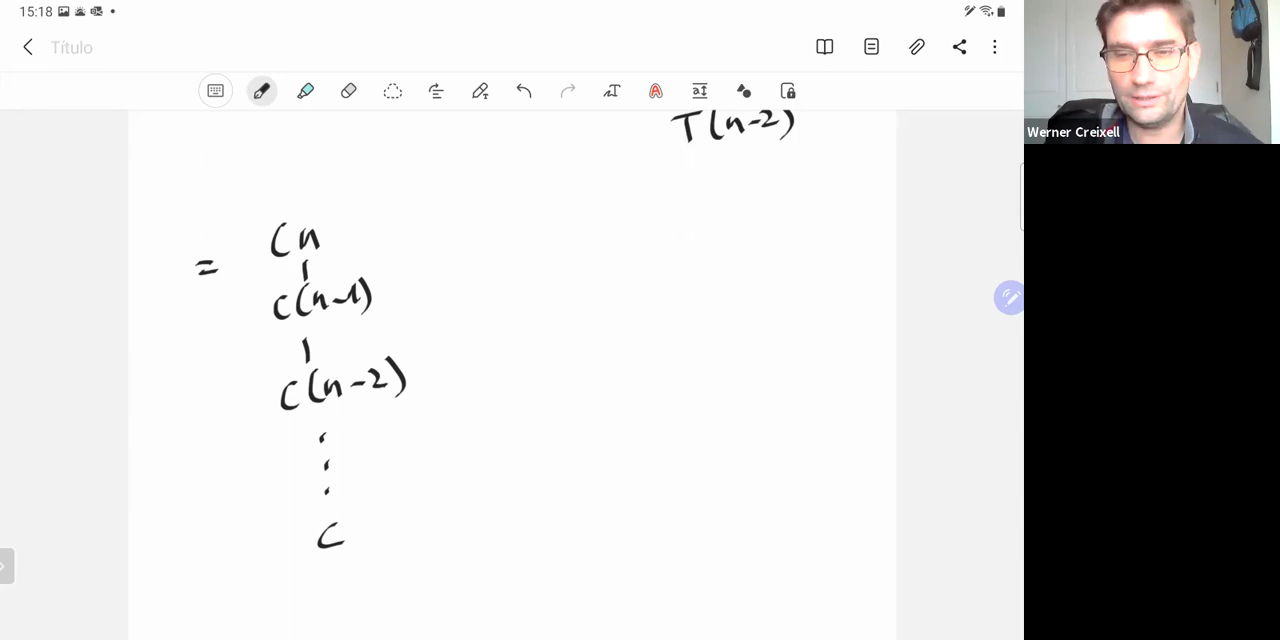 15:18
Título
T(n-2)
= Cn
C(n-1)
C(n-2)
C
Werner Creixell